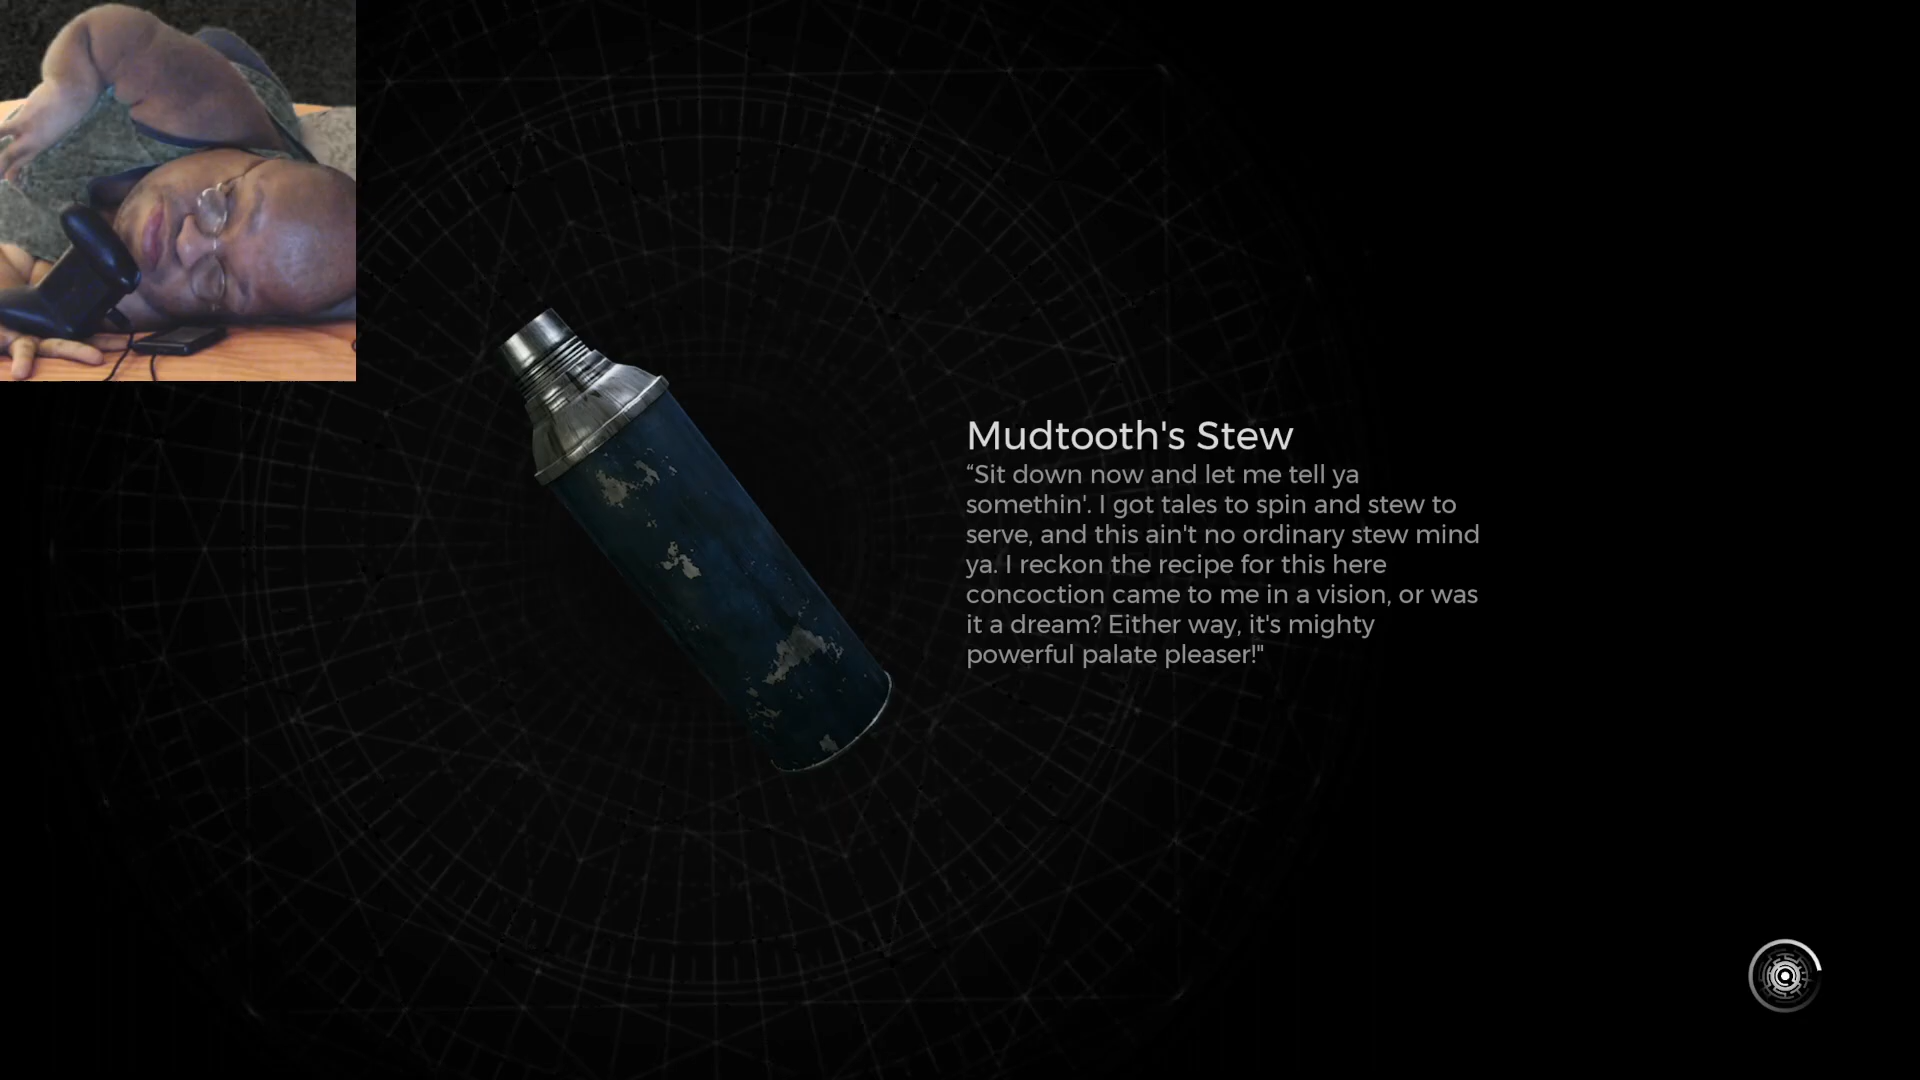 Mudtooth's Stew
“Sit down now and let me tell ya
somethin'. I got tales to spin and stew to
serve, and this ain't no ordinary stew mind
ya. I reckon the recipe for this here
concoction came to me in a vision, or was
it a dream? Either way, it's mighty
powerful palate pleaser!"